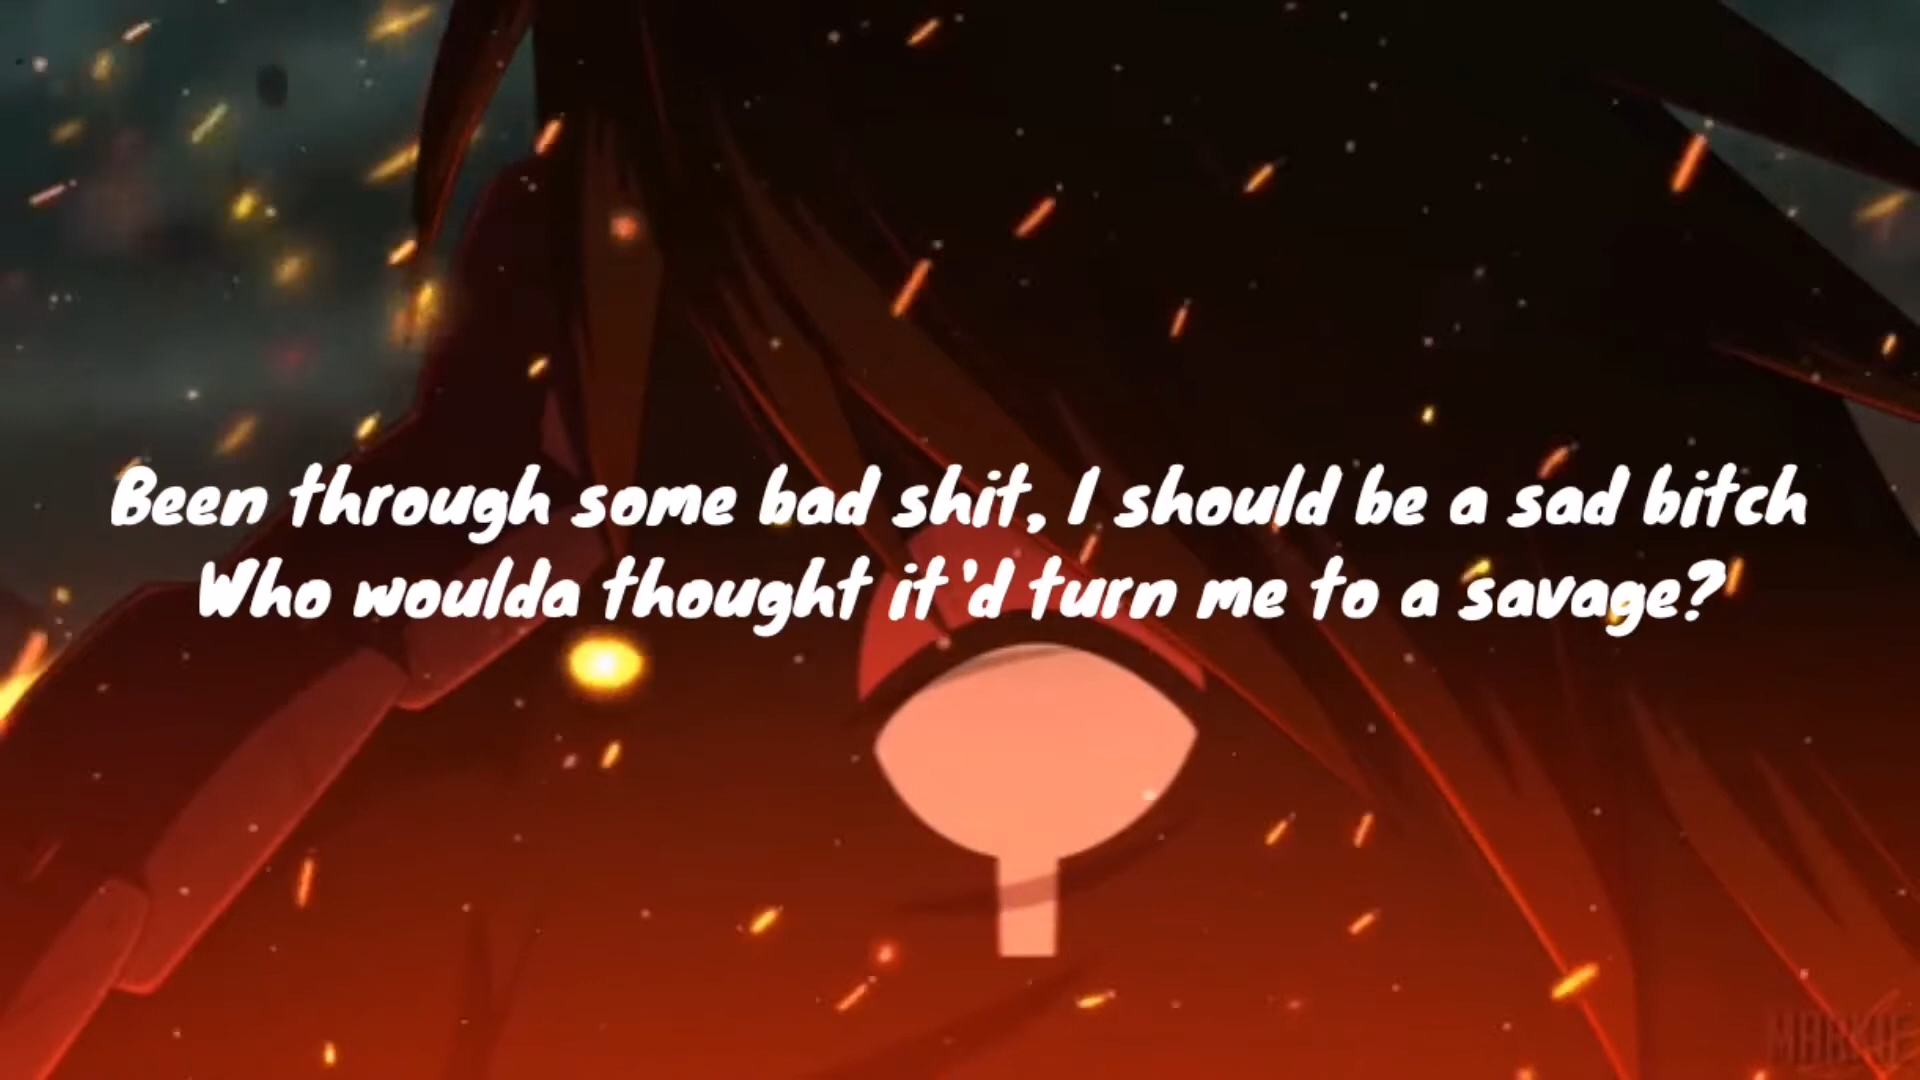 Been through some bad shit, I should be a sad bitch
Who woulda thought it'd turn me to a savage?